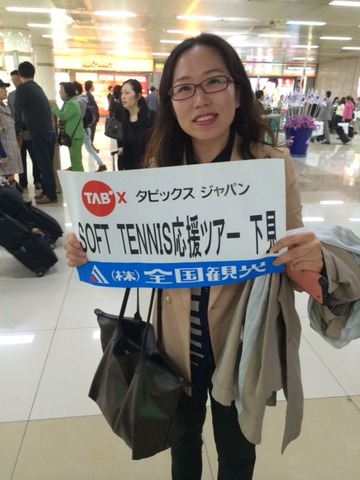 TAB X タビックス ジャパン
SOFT TENNIS応援ツアー 下見
(株) 全国観光